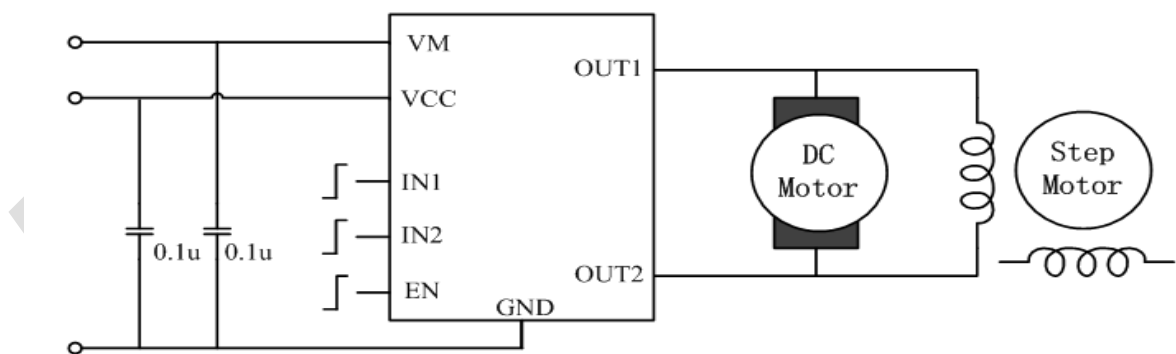 VM
VCC
IN1
IN2
EN
GND
OUT1
OUT2
0.1u
0.1u
DC
Motor
Step
Motor